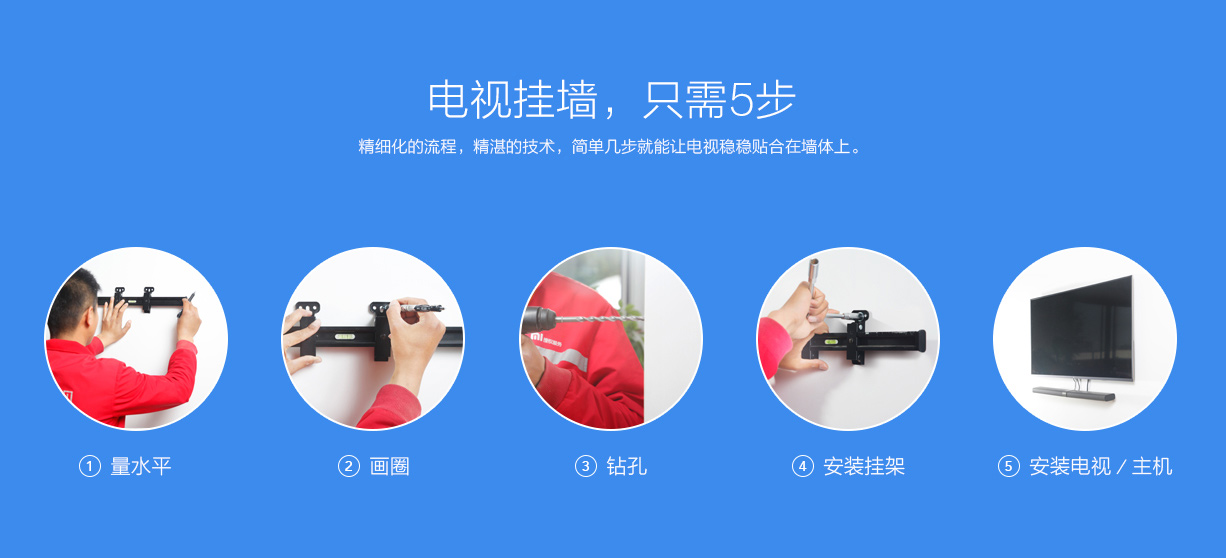 电视挂墙，只需5步
精细化的流程，精湛的技术，简单几步就能让电视稳稳贴合在墙体上。
mi
① 量水平
② 画圈
③ 钻孔
④ 安装挂架
⑤ 安装电视 / 主机